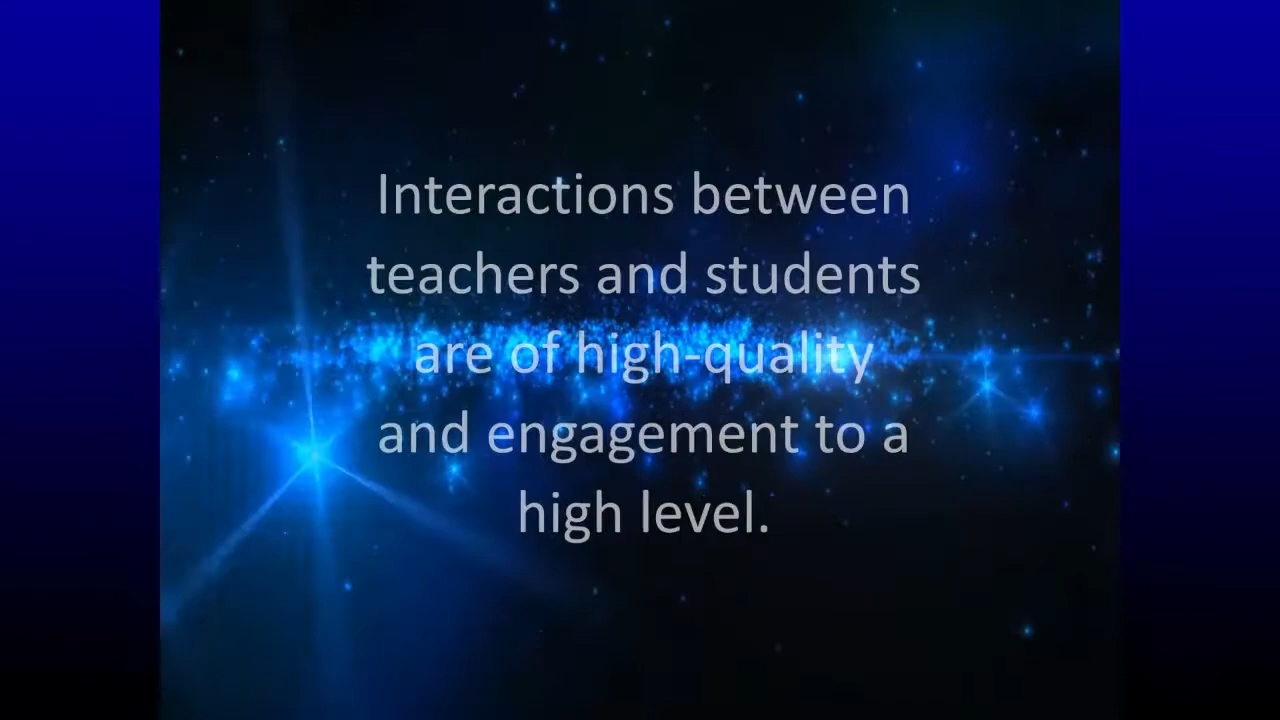 Interactions between
teachers and students
are of high-quality
and engagement to a
high level.